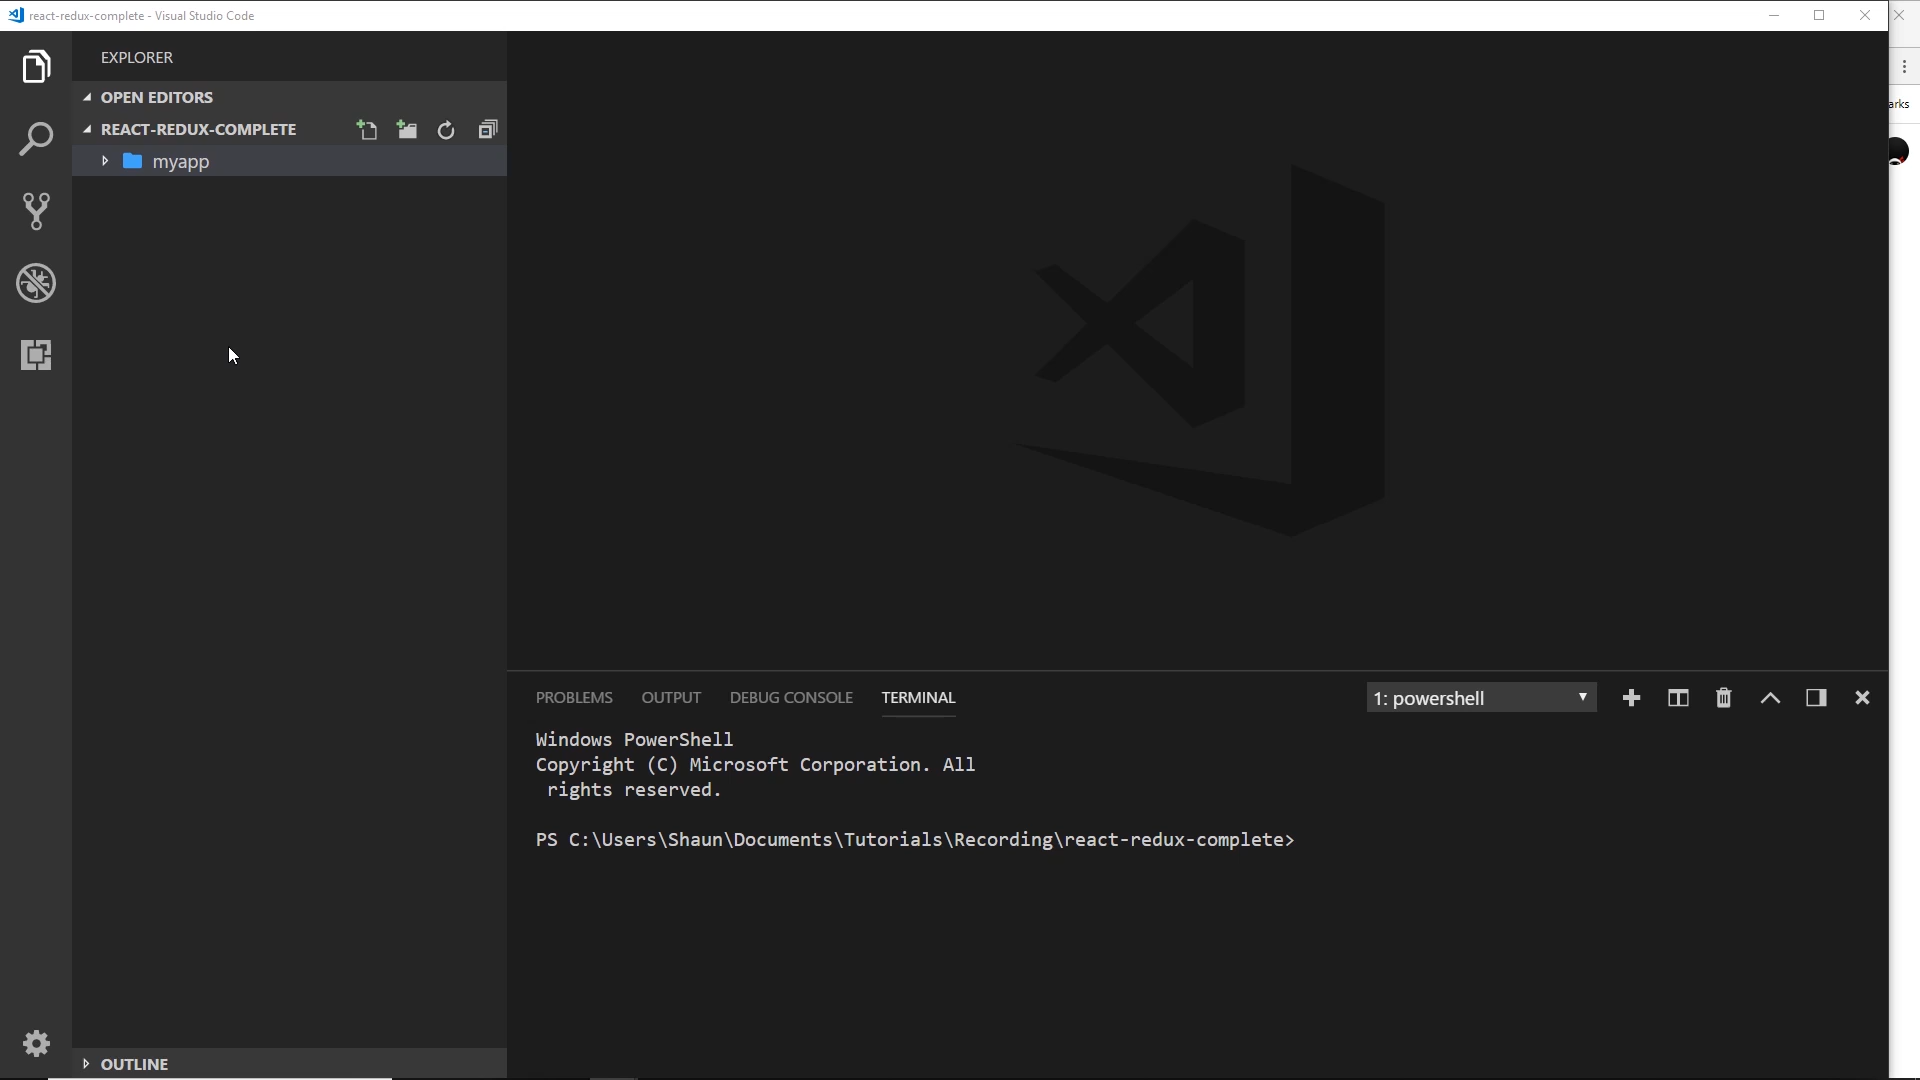 react-redux-complete - Visual Studio Code
EXPLORER
OPEN EDITORS
REACT-REDUX-COMPLETE
myapp
arks
PROBLEMS OUTPUT DEBUG CONSOLE TERMINAL
1: powershell
Windows PowerShell
Copyright (C) Microsoft Corporation. All
rights reserved.
PS C:\Users\Shaun\Documents\Tutorials\Recording\react-redux-complete>
OUTLINE